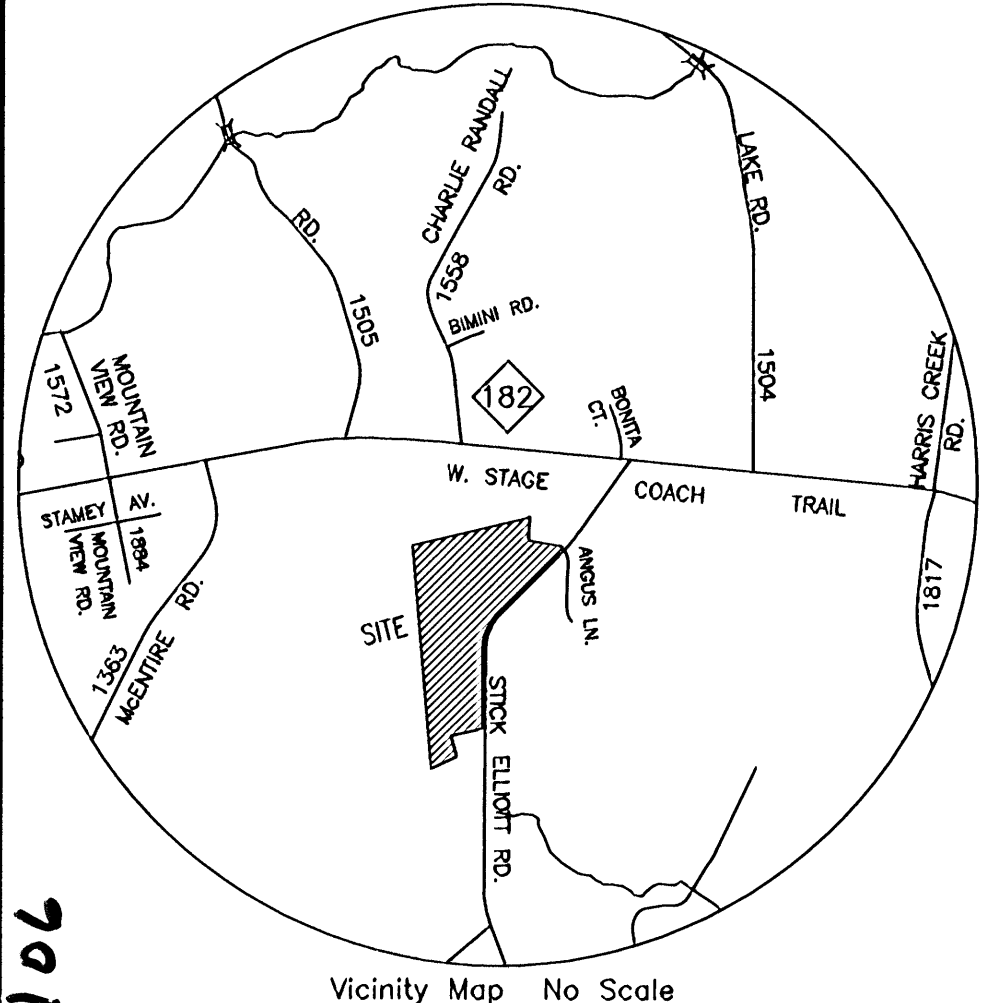 CHARLIE RANDALL
RD.
LAKE RD.
RD.
1558
1505
BIMINI RD.
182
BONITA
CT.
1504
HARRIS CREEK
RD.
MOUNTAIN
VIEW RD.
1572
W. STAGE
COACH
TRAIL
STAMEY
AV.
1884
MOUNTAIN
VIEW RD.
1817
ANGUS LN.
SITE
RD.
McENTIRE
1363
STICK
ELLIOTT
RD.
Vicinity Map No Scale